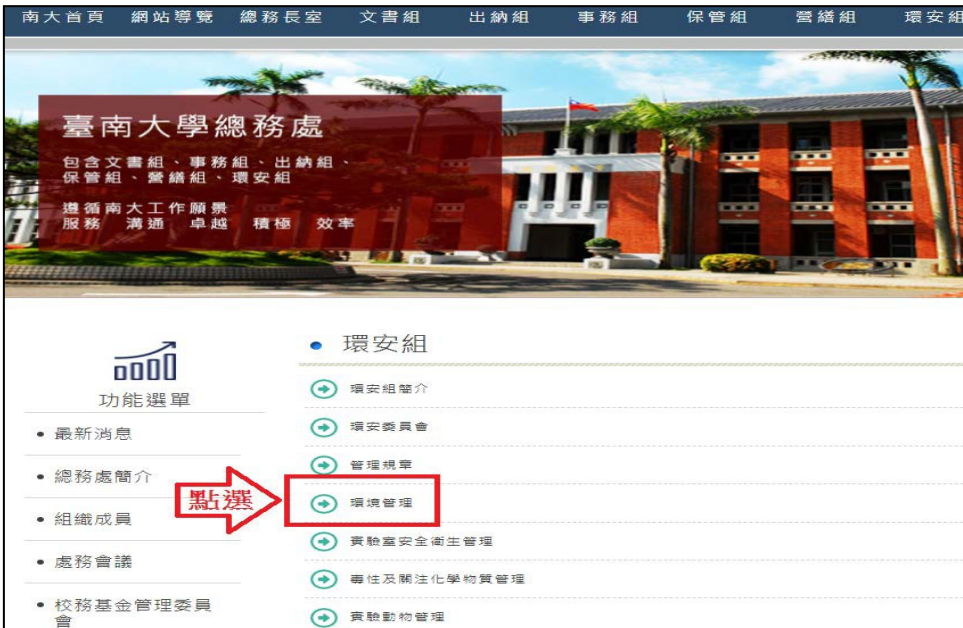 南大首頁 網站導覽 總務長室 文書組 出納組 事務組 保管組 營繕組 環安組
臺南大學總務處
包含文書組、事務組、出納組、
保管組、營繕組、環安組
遵循南大工作願景
服務 溝通 卓越 積極 效率
功能選單
最新消息
總務處簡介
組織成員
處務會議
校務基金管理委員
會
環安組
環安組簡介
環安委員會
管理規章
點選
環境管理
實驗室安全衛生管理
毒性及關注化學物質管理
實驗動物管理